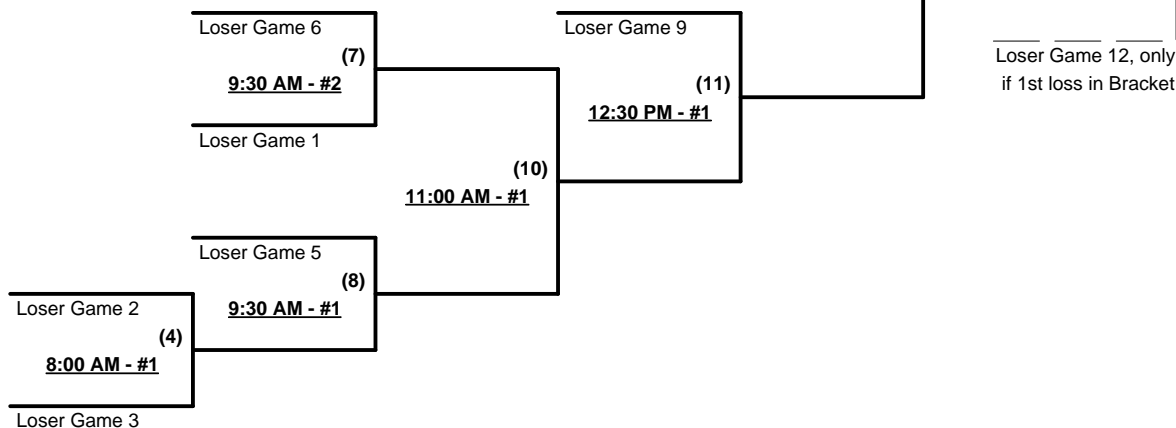 Loser Game 6
(7)
9:30 AM - #2
Loser Game 1
Loser Game 9
(11)
12:30 PM - #1
Loser Game 12, only
if 1st loss in Bracket
(10)
11:00 AM - #1
Loser Game 5
(8)
9:30 AM - #1
Loser Game 2
(4)
8:00 AM - #1
Loser Game 3